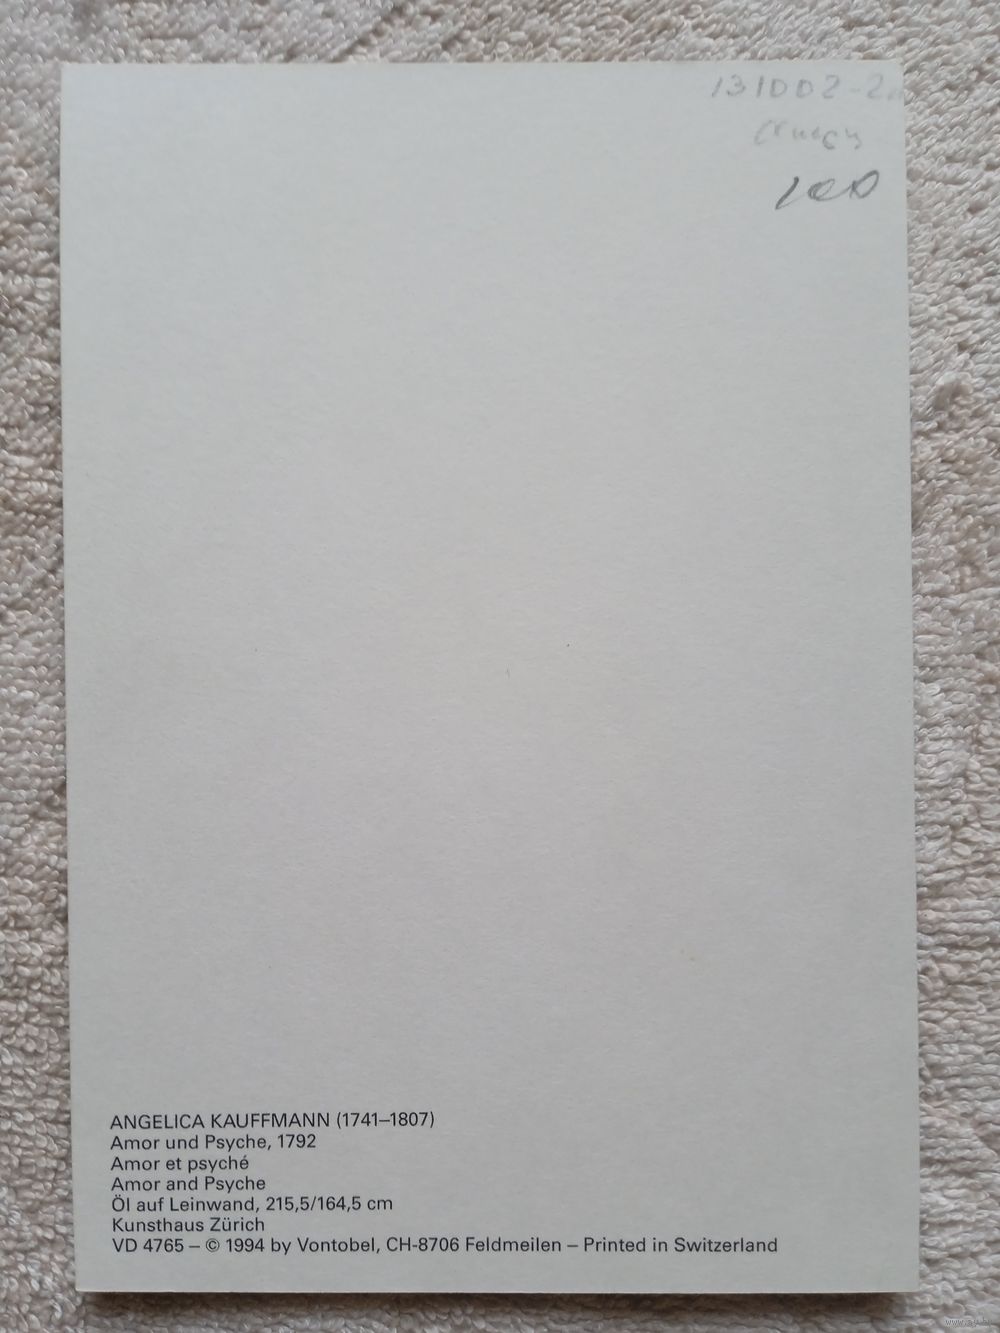 131002-2
100
ANGELICA KAUFFMANN (1741–1807)
Amor und Psyche, 1792
Amor et psyché
Amor and Psyche
Öl auf Leinwand, 215,5/164,5 cm
Kunsthaus Zürich
VD 4765 – © 1994 by Vontobel, CH-8706 Feldmeilen – Printed in Switzerland